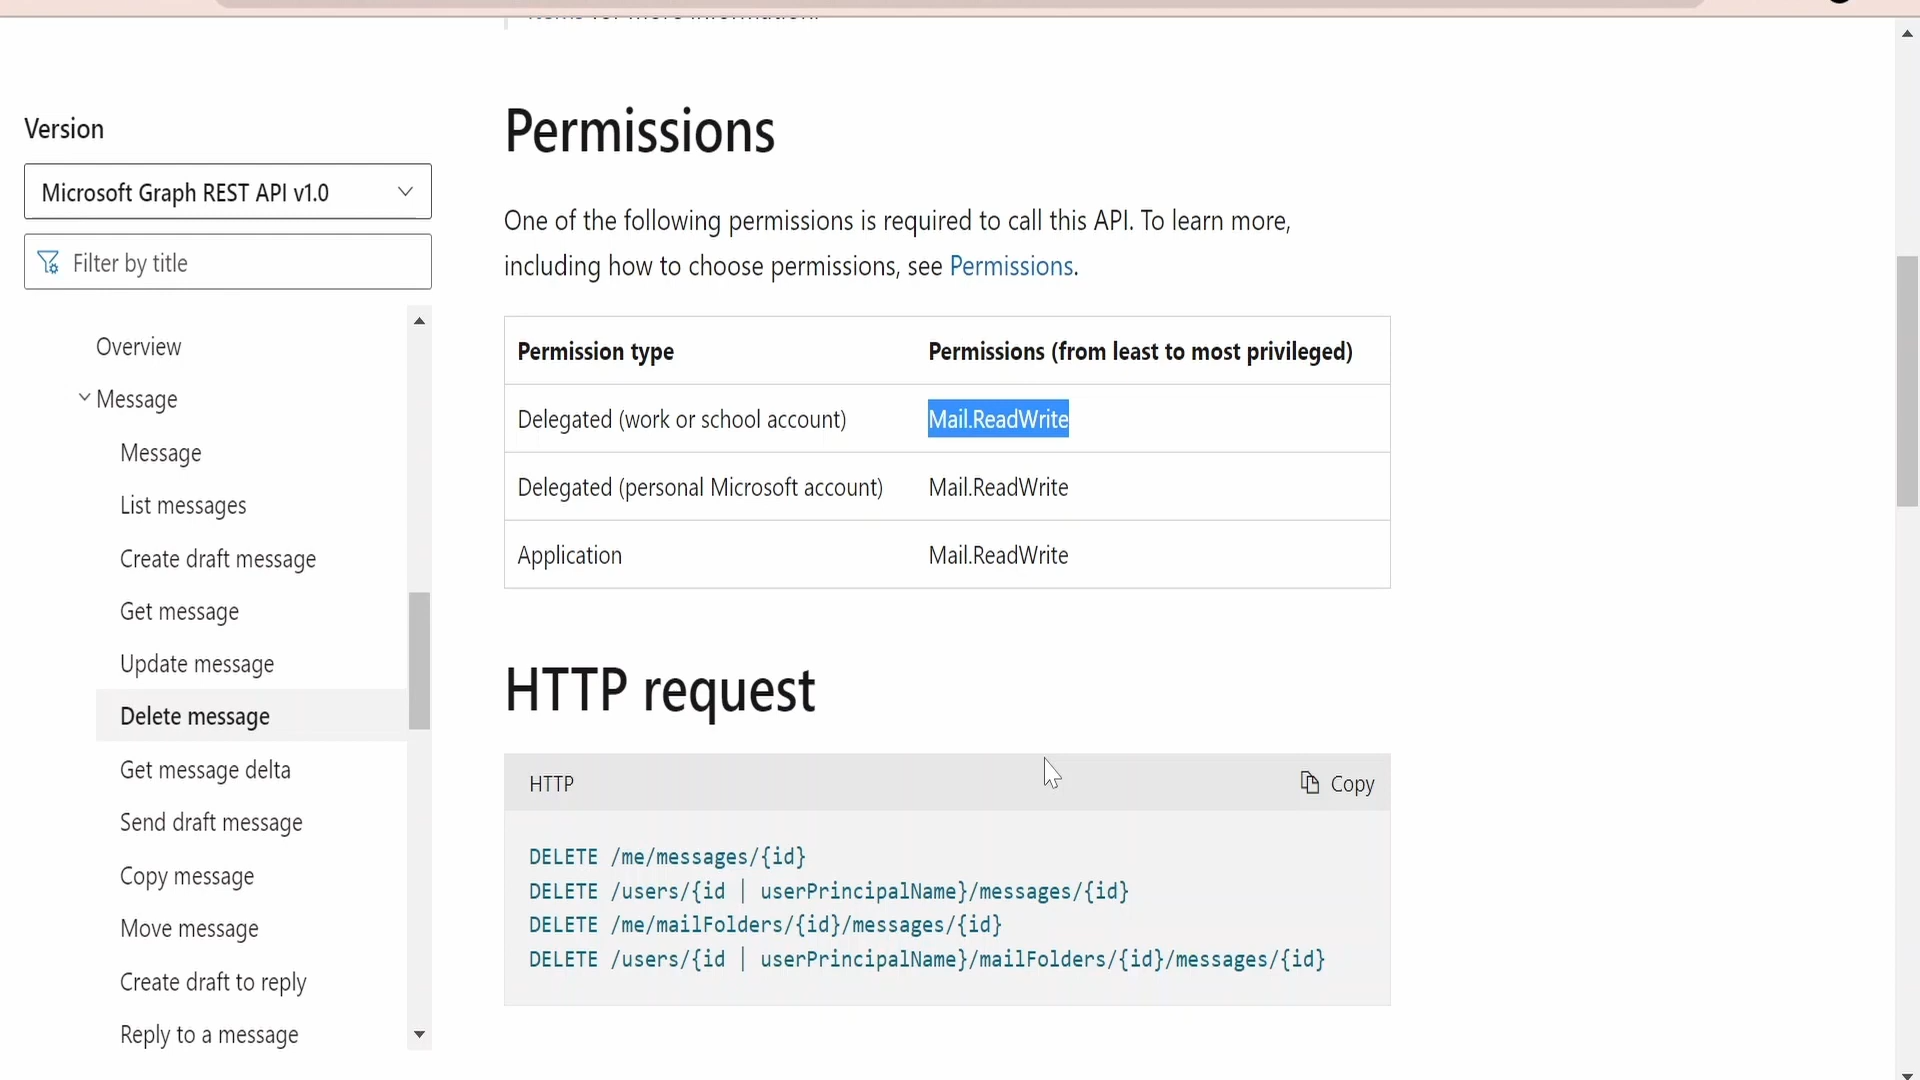 items for more information.
Version
Microsoft Graph REST API v1.0
Filter by title
Overview
Message
Message
List messages
Create draft message
Get message
Update message
Delete message
Get message delta
Send draft message
Copy message
Move message
Create draft to reply
Reply to a message
Permissions
One of the following permissions is required to call this API. To learn more,
including how to choose permissions, see Permissions.
Permission type Permissions (from least to most privileged)
Delegated (work or school account) Mail.ReadWrite
Delegated (personal Microsoft account) Mail.ReadWrite
Application Mail.ReadWrite
HTTP request
HTTP Copy
DELETE /me/messages/{id}
DELETE /users/{id | userPrincipalName}/messages/{id}
DELETE /me/mailFolders/{id}/messages/{id}
DELETE /users/{id | userPrincipalName}/mailFolders/{id}/messages/{id}